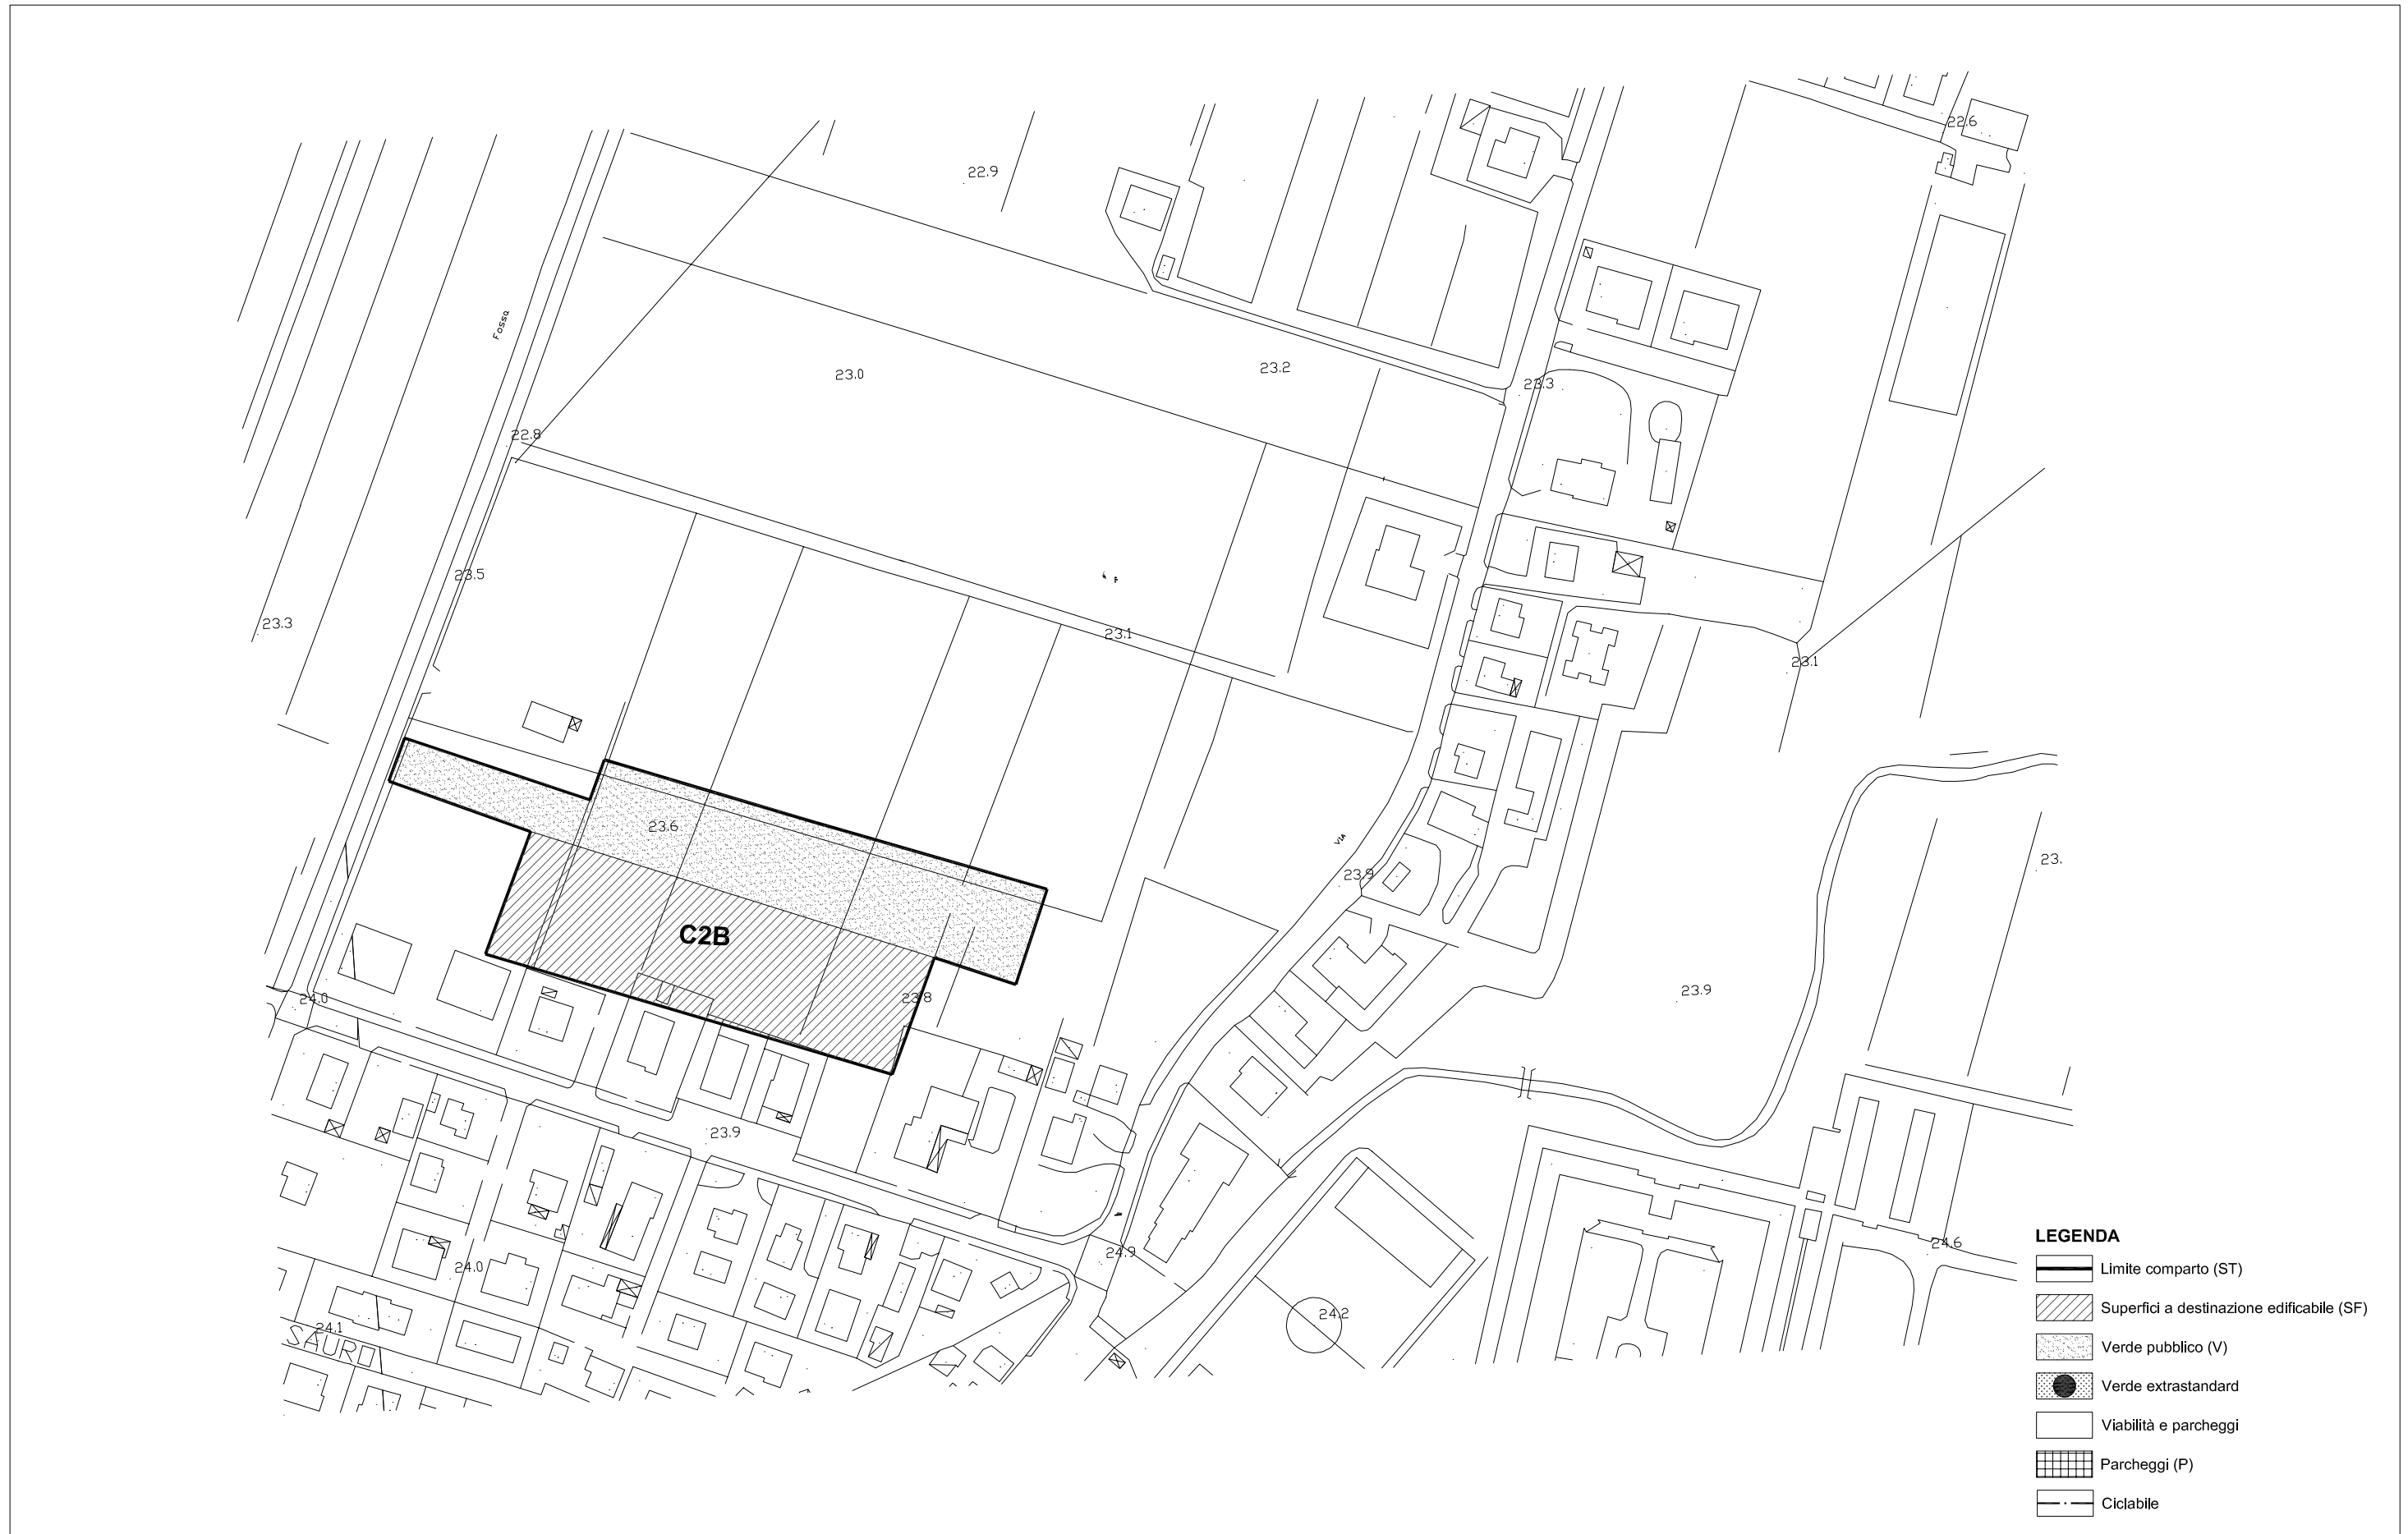 22.6
22.9
Fossa
23.2
23.0
23.3
22.8
23.5
23.3
23.1
23.1
23.6
VIA
23.
23.9
C2B
24.0
23.8
23.9
23.9
24.9
24.6
24.0
24.2
24.1
SAURO
LEGENDA
Limite comparto (ST)
Superfici a destinazione edificabile (SF)
Verde pubblico (V)
Verde extrastandard
Viabilità e parcheggi
Parcheggi (P)
Ciclabile